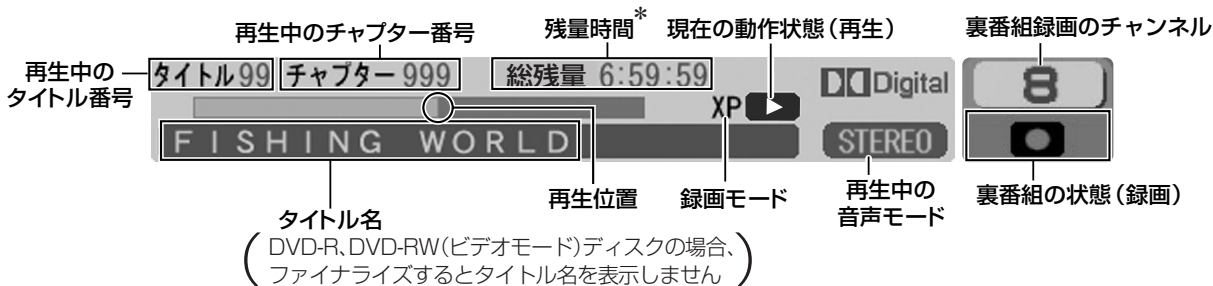 再生中のチャプター番号
残量時間*
現在の動作状態(再生)
裏番組録画のチャンネル
再生中の
タイトル番号
タイトル99 チャプター999 総残量 6:59:59
XP
Digital
STEREO
8
FISHING WORLD
タイトル名
再生位置
録画モード
再生中の
音声モード
裏番組の状態(録画)
(DVD-R、DVD-RW(ビデオモード)ディスクの場合、
ファイナライズするとタイトル名を表示しません)